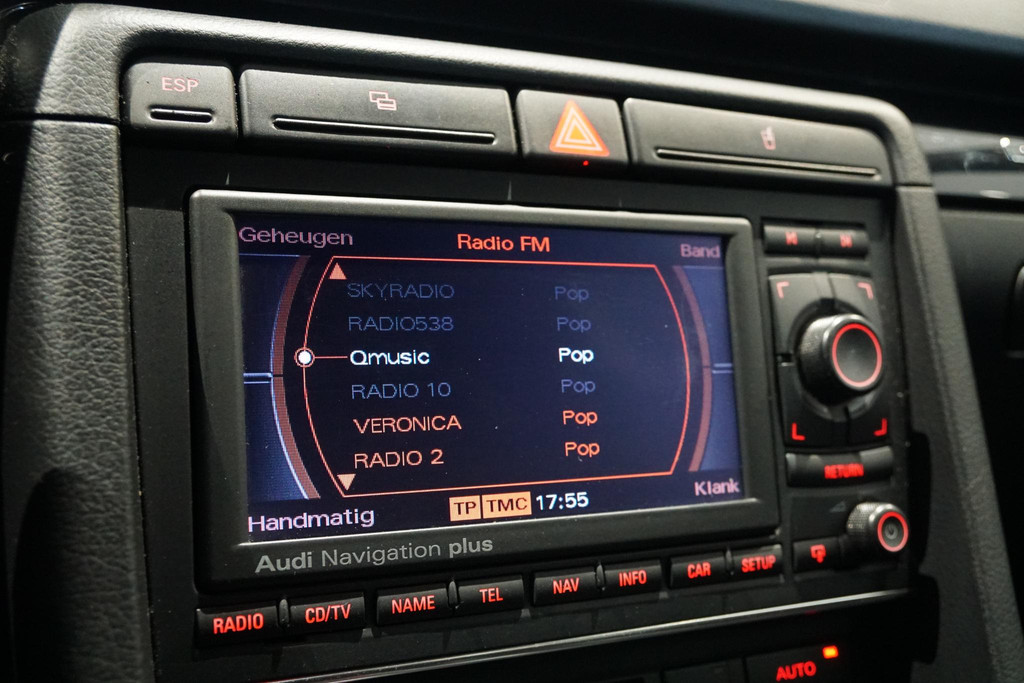 ESP
Geheugen Radio FM Band
SKYRADIO Pop
RADIO538 Pop
Qmusic Pop
RADIO 10 Pop
VERONICA Pop
RADIO 2 Pop
Handmatig TP TMC 17:55 Klank
Audi Navigation plus
RETURN
RADIO CD/TV NAME TEL NAV INFO CAR SETUP
AUTO